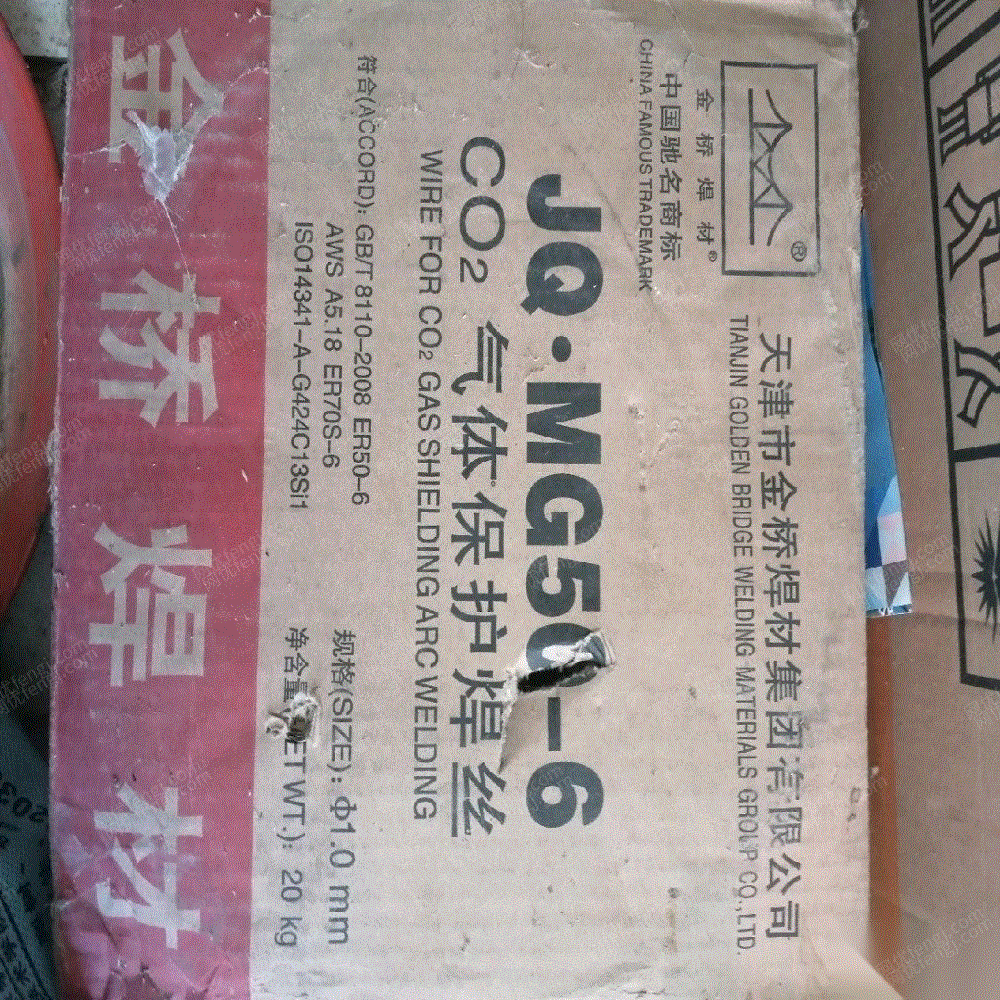 金桥焊材®
中国驰名商标
CHINA FAMOUS TRADEMARK
天津市金桥焊材集团有限公司
TIANJIN GOLDEN BRIDGE WELDING MATERIALS GROUP CO.,LTD.
JQ·MG50-6
CO2 气体保护焊丝
WIRE FOR CO2 GAS SHIELDING ARC WELDING
符合(ACCORD): GB/T 8110-2008 ER50-6
AWS A5.18 ER70S-6
ISO14341-A-G424C13Si1
规格(SIZE): Φ1.0 mm
净含量(NET WT.): 20 kg
金桥焊材